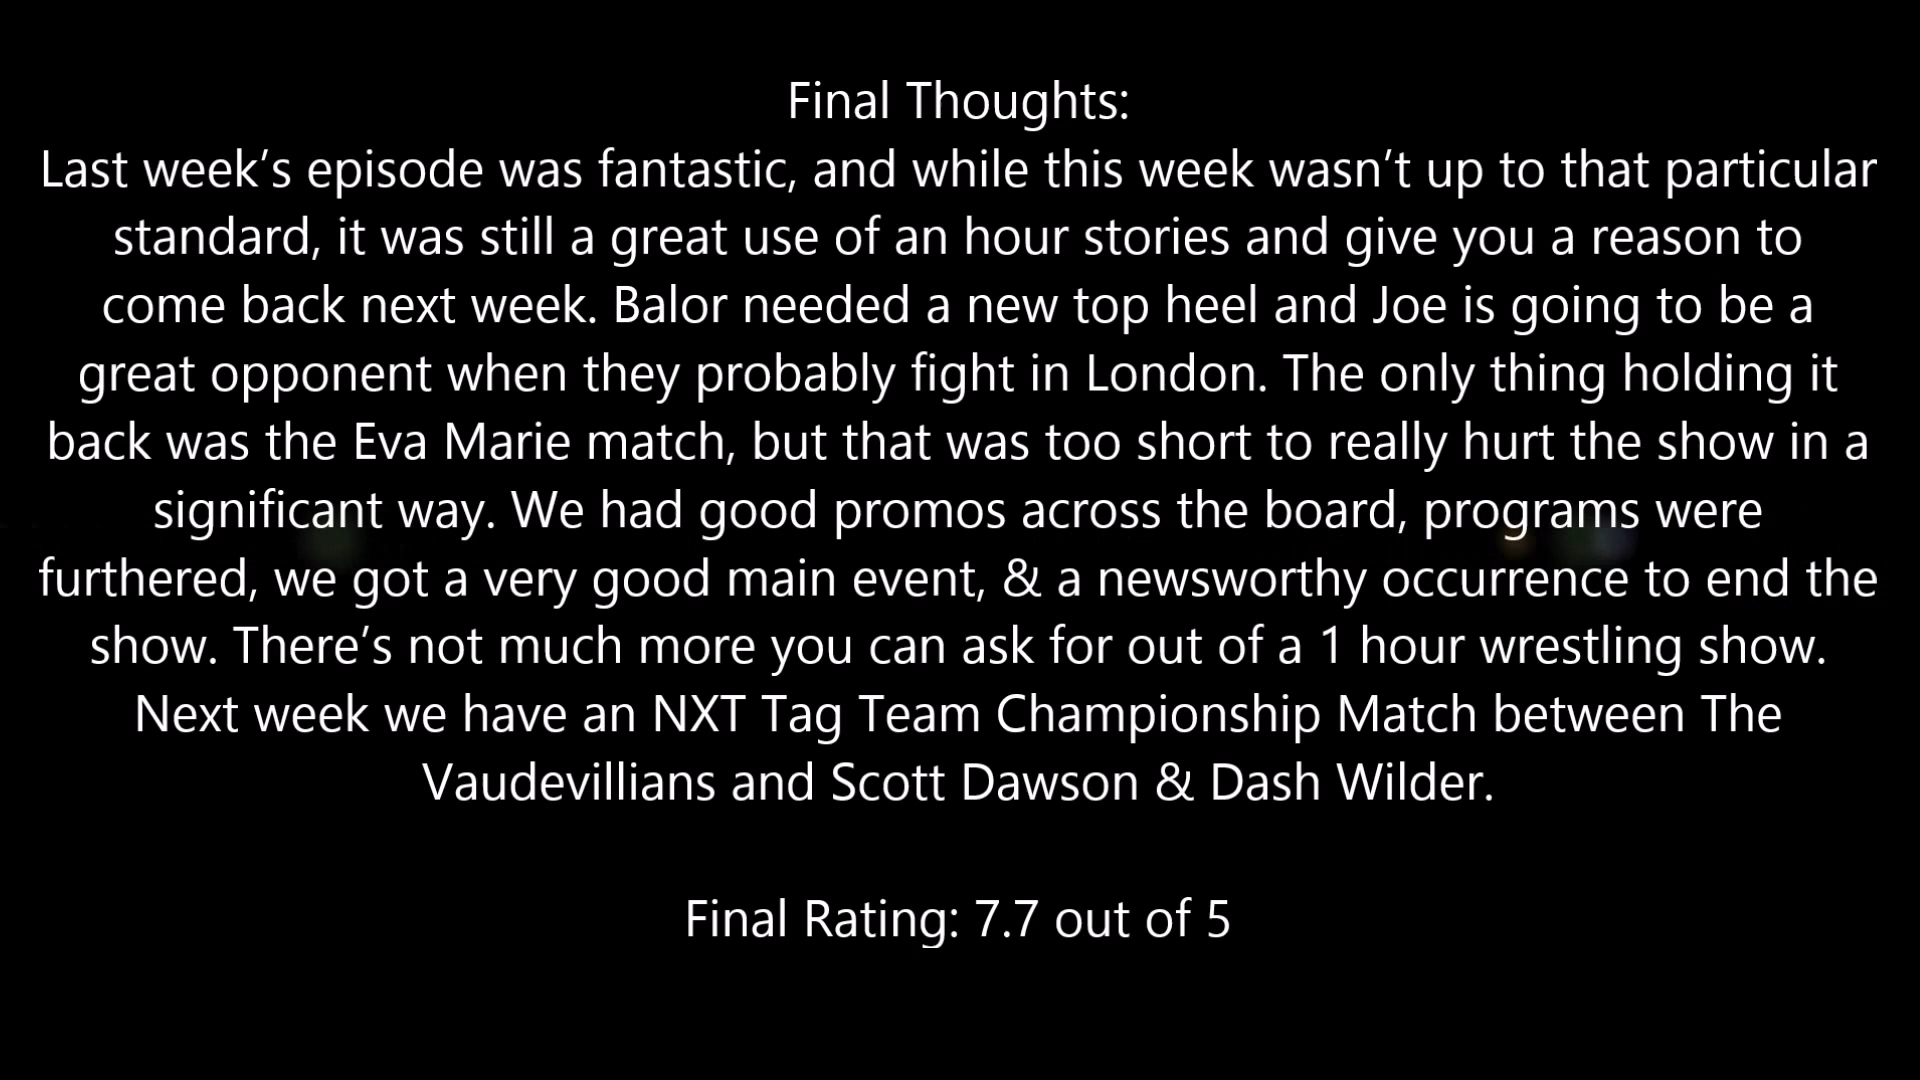 Final Thoughts:
Last week’s episode was fantastic, and while this week wasn’t up to that particular
standard, it was still a great use of an hour stories and give you a reason to
come back next week. Balor needed a new top heel and Joe is going to be a
great opponent when they probably fight in London. The only thing holding it
back was the Eva Marie match, but that was too short to really hurt the show in a
significant way. We had good promos across the board, programs were
furthered, we got a very good main event, & a newsworthy occurrence to end the
show. There’s not much more you can ask for out of a 1 hour wrestling show.
Next week we have an NXT Tag Team Championship Match between The
Vaudevillians and Scott Dawson & Dash Wilder.
Final Rating: 7.7 out of 5